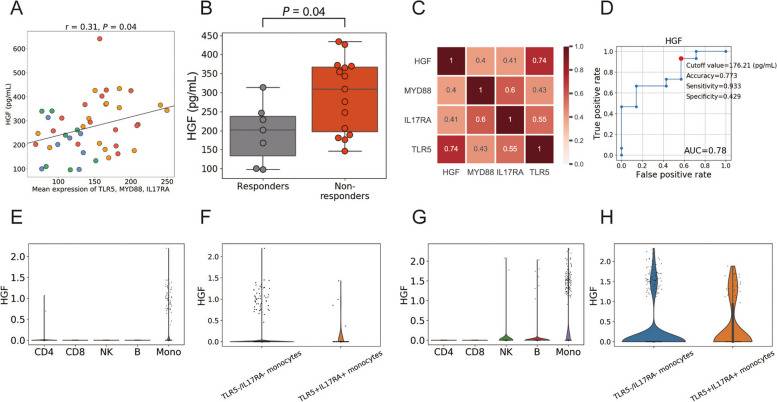 A
r = 0.31, P = 0.04
HGF (pg/mL)
600
500
400
300
200
100
100
150
200
250
Mean expression of TLR5, MYD88, IL17RA
B
P = 0.04
HGF (pg/mL)
450
400
350
300
250
200
150
100
Responders
Non-
responders
C
HGF
MYD88
IL17RA
TLR5
1 0.4 0.41 0.74
0.4 1 0.6 0.43
0.41 0.6 1 0.55
0.74 0.43 0.55 1
HGF MYD88 IL17RA TLR5
1.0
0.8
0.6
0.4
0.2
0.0
D
HGF
True positive rate
1.0
0.8
0.6
0.4
0.2
0.0
Cutoff value=176.21 (pg/mL)
Accuracy=0.773
Sensitivity=0.933
Specificity=0.429
AUC=0.78
0.0 0.2 0.4 0.6 0.8 1.0
False positive rate
E
HGF
2.0
1.5
1.0
0.5
0.0
CD4 CD8 NK B Mono
F
HGF
2.0
1.5
1.0
0.5
0.0
TLR5-/IL17RA- monocytes
TLR5+IL17RA+ monocytes
G
HGF
2.0
1.5
1.0
0.5
0.0
CD4 CD8 NK B Mono
H
HGF
2.0
1.5
1.0
0.5
0.0
TLR5-/IL17RA- monocytes
TLR5+IL17RA+ monocytes